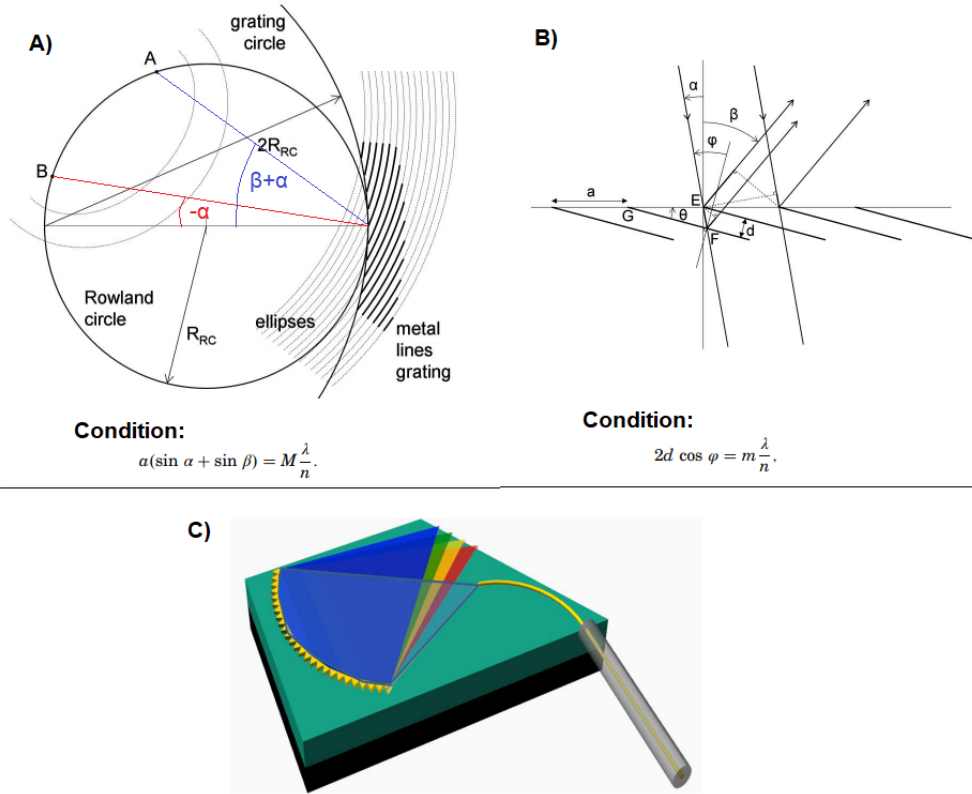 A)
grating
circle
A
2R_RC
β+α
B
-α
Rowland
circle
R_RC
ellipses
metal
lines
grating
Condition:
a(sin α + sin β) = M λ/n.
B)
α
β
φ
a
E
G
θ
d
F
Condition:
2d cos φ = m λ/n,
C)